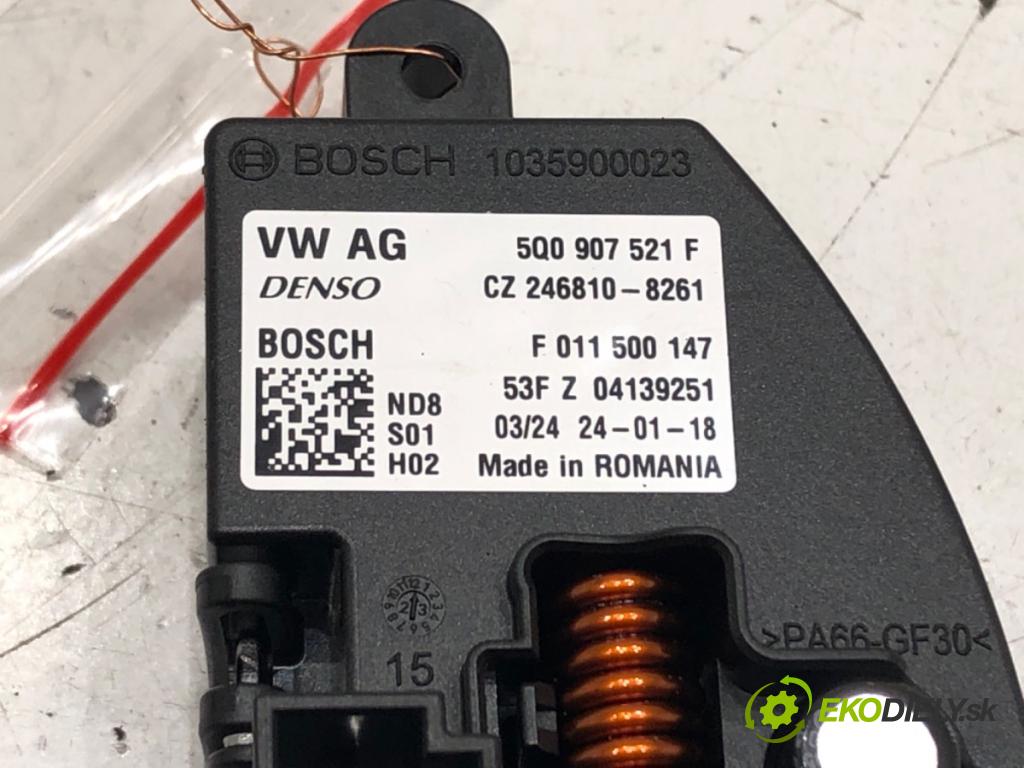 BOSCH 1035900023
VW AG 5Q0 907 521 F
DENSO CZ 246810-8261
BOSCH F 011 500 147
ND8 53F Z 04139251
S01 03/24 24-01-18
H02 Made in ROMANIA
15
>PA66-GF30<
EKODIELY.sk